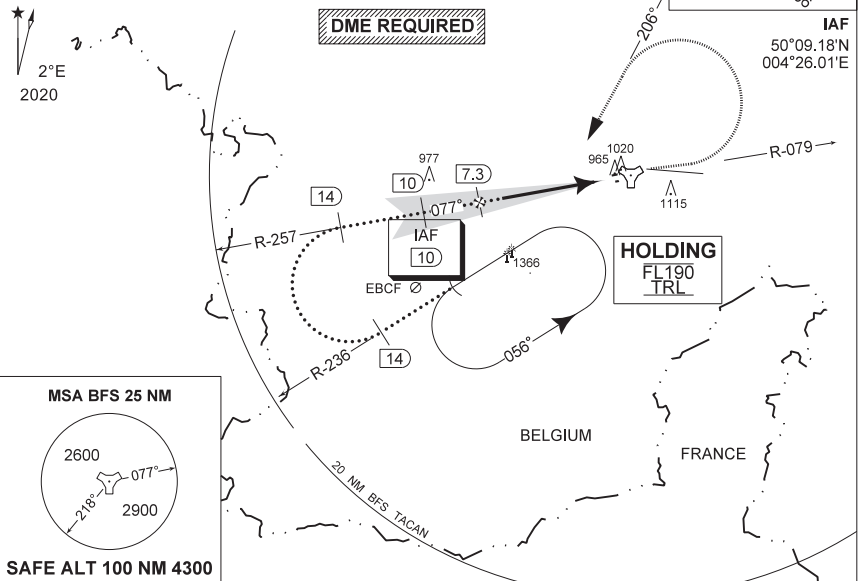 DME REQUIRED
206°
IAF
50°09.18'N
004°26.01'E
2°E
2020
977
965
1020
R-079
1115
10
7.3
14
077°
R-257
IAF
10
1366
HOLDING
FL190
TRL
EBCF
056°
14
R-236
MSA BFS 25 NM
2600
077°
218°
2900
SAFE ALT 100 NM 4300
BELGIUM
FRANCE
20 NM BFS TACAN